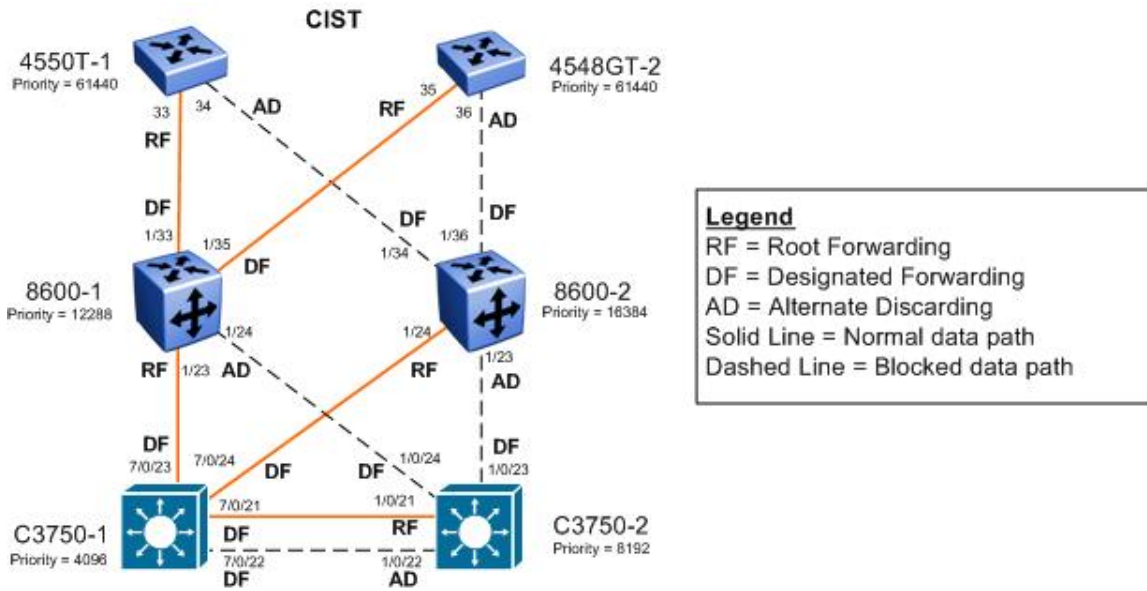 CIST
4550T-1
Priority = 61440
4548GT-2
Priority = 61440
33
34
AD
RF
35
36
RF
AD
DF
1/33
1/35
DF
DF
1/34
1/36
DF
8600-1
Priority = 12288
8600-2
Priority = 16384
1/24
RF
1/23
AD
1/24
RF
1/23
AD
DF
7/0/23
7/0/24
DF
DF
1/0/24
DF
1/0/23
7/0/21
1/0/21
C3750-1
Priority = 4096
DF
RF
C3750-2
Priority = 8192
7/0/22
1/0/22
DF
AD
Legend
RF = Root Forwarding
DF = Designated Forwarding
AD = Alternate Discarding
Solid Line = Normal data path
Dashed Line = Blocked data path